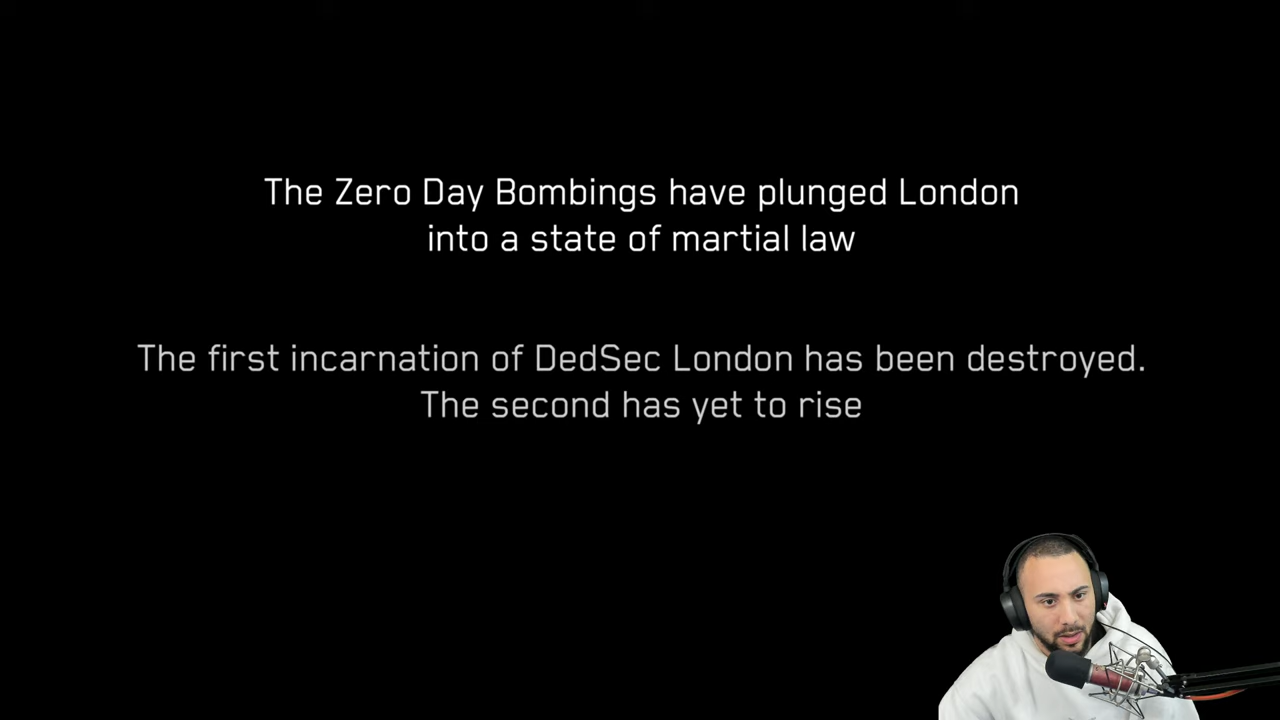 The Zero Day Bombings have plunged London
into a state of martial law
The first incarnation of DedSec London has been destroyed.
The second has yet to rise